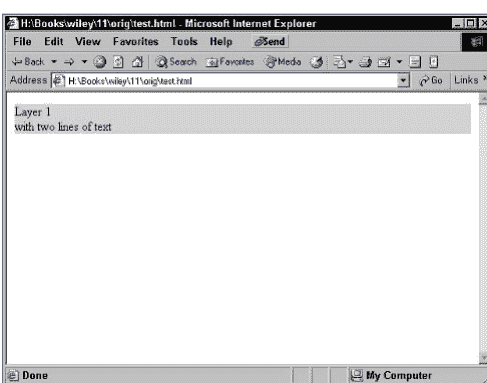 H:\Books\wiley\11\orig\test.html - Microsoft Internet Explorer
File Edit View Favorites Tools Help Send
Back Search Favorites Media
Address H:\Books\wiley\11\orig\test.html Go Links
Layer 1
with two lines of text
Done My Computer